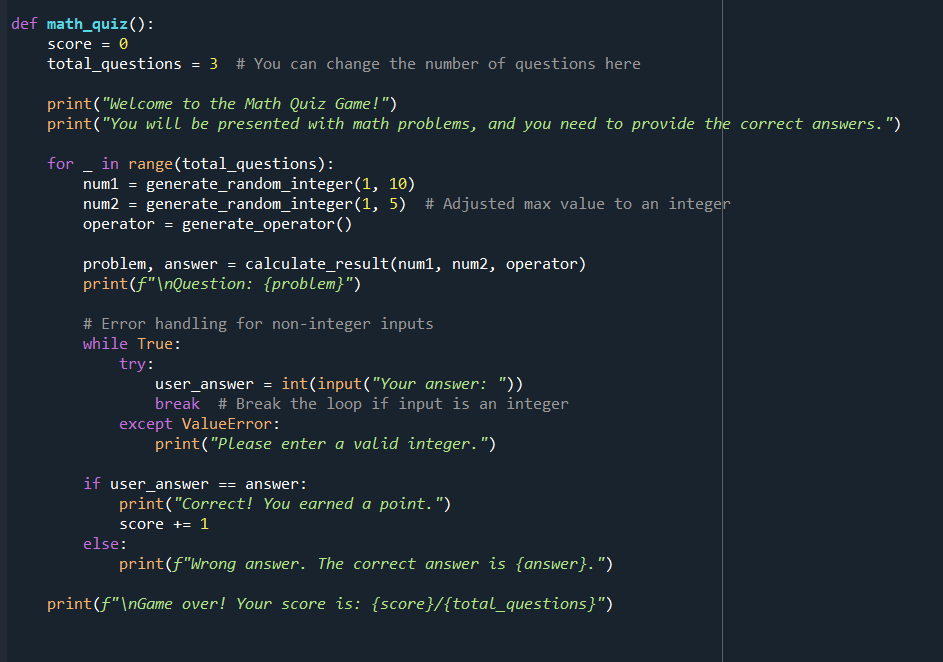 def math_quiz():
    score = 0
    total_questions = 3  # You can change the number of questions here

    print("Welcome to the Math Quiz Game!")
    print("You will be presented with math problems, and you need to provide the correct answers.")

    for _ in range(total_questions):
        num1 = generate_random_integer(1, 10)
        num2 = generate_random_integer(1, 5)  # Adjusted max value to an integer
        operator = generate_operator()

        problem, answer = calculate_result(num1, num2, operator)
        print(f"\nQuestion: {problem}")

        # Error handling for non-integer inputs
        while True:
            try:
                user_answer = int(input("Your answer: "))
                break  # Break the loop if input is an integer
            except ValueError:
                print("Please enter a valid integer.")

        if user_answer == answer:
            print("Correct! You earned a point.")
            score += 1
        else:
            print(f"Wrong answer. The correct answer is {answer}.")

    print(f"\nGame over! Your score is: {score}/{total_questions}")